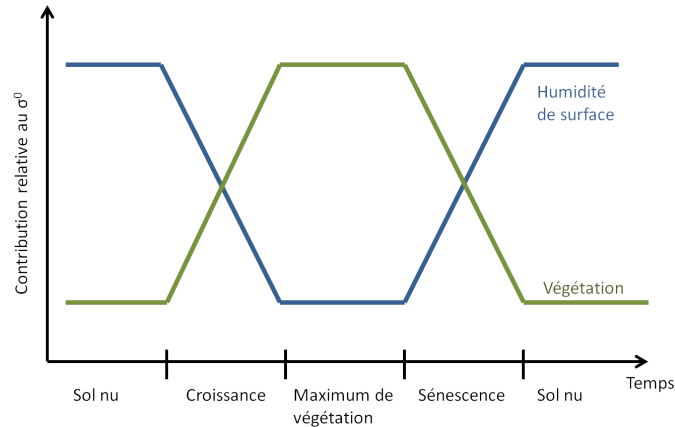 Contribution relative au σ⁰
Humidité
de surface
Végétation
Temps
Sol nu
Croissance
Maximum de
végétation
Sénescence
Sol nu